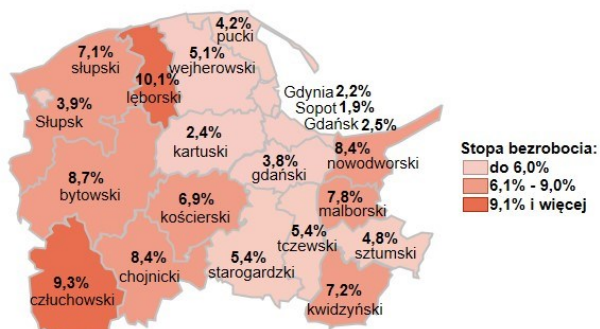 4,2%
pucki
7,1%
słupski
5,1%
wejherowski
10,1%
lęborski
3,9%
Słupsk
Gdynia 2,2%
Sopot 1,9%
Gdańsk 2,5%
2,4%
kartuski
3,8%
gdański
8,4%
nowodworski
Stopa bezrobocia:
do 6,0%
6,1% - 9,0%
9,1% i więcej
8,7%
bytowski
6,9%
kościerski
7,8%
malborski
5,4%
tczewski
4,8%
sztumski
9,3%
człuchowski
8,4%
chojnicki
5,4%
starogardzki
7,2%
kwidzyński